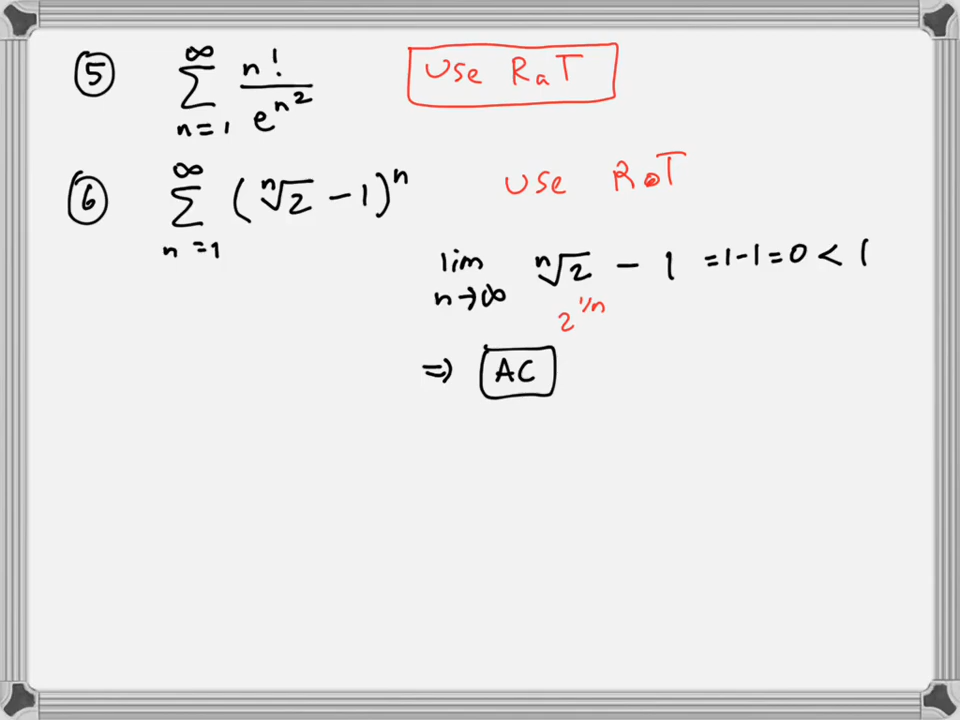 ⑤ ∞∑n=1 n!/e^n² Use RaT
⑥ ∞∑n=1 (ⁿ√2 − 1)ⁿ Use RoT
lim n→∞ ⁿ√2 − 1 = 1 - 1 = 0 < 1
2^1/n
⇒ AC